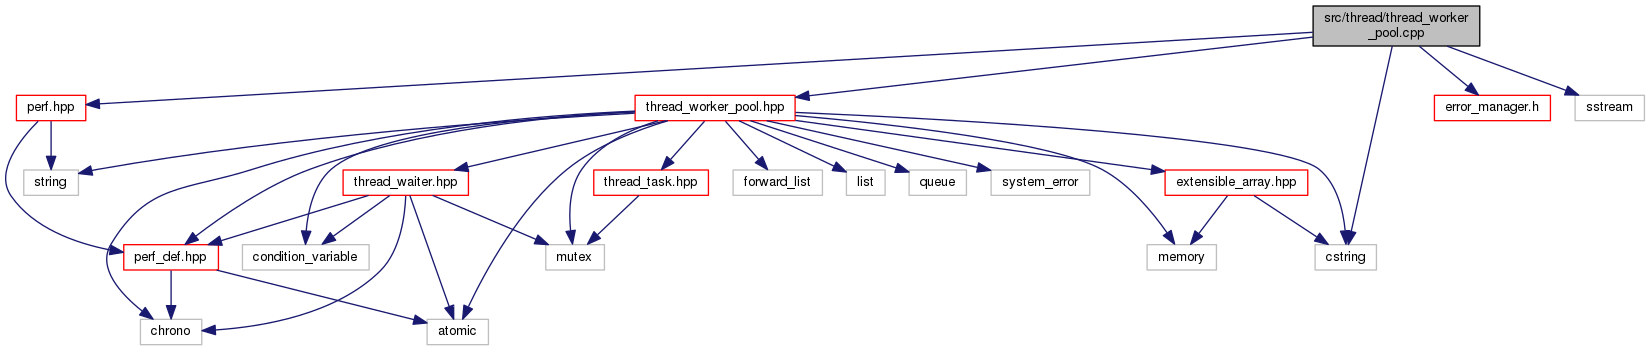 src/thread/thread_worker
_pool.cpp
perf.hpp
thread_worker_pool.hpp
error_manager.h
sstream
string
thread_waiter.hpp
thread_task.hpp
forward_list
list
queue
system_error
extensible_array.hpp
perf_def.hpp
condition_variable
mutex
memory
cstring
chrono
atomic